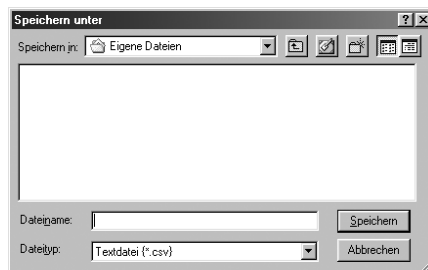 Speichern unter
Speichern in: Eigene Dateien
Dateiname:
Speichern
Dateityp: Textdatei {*.csv}
Abbrechen